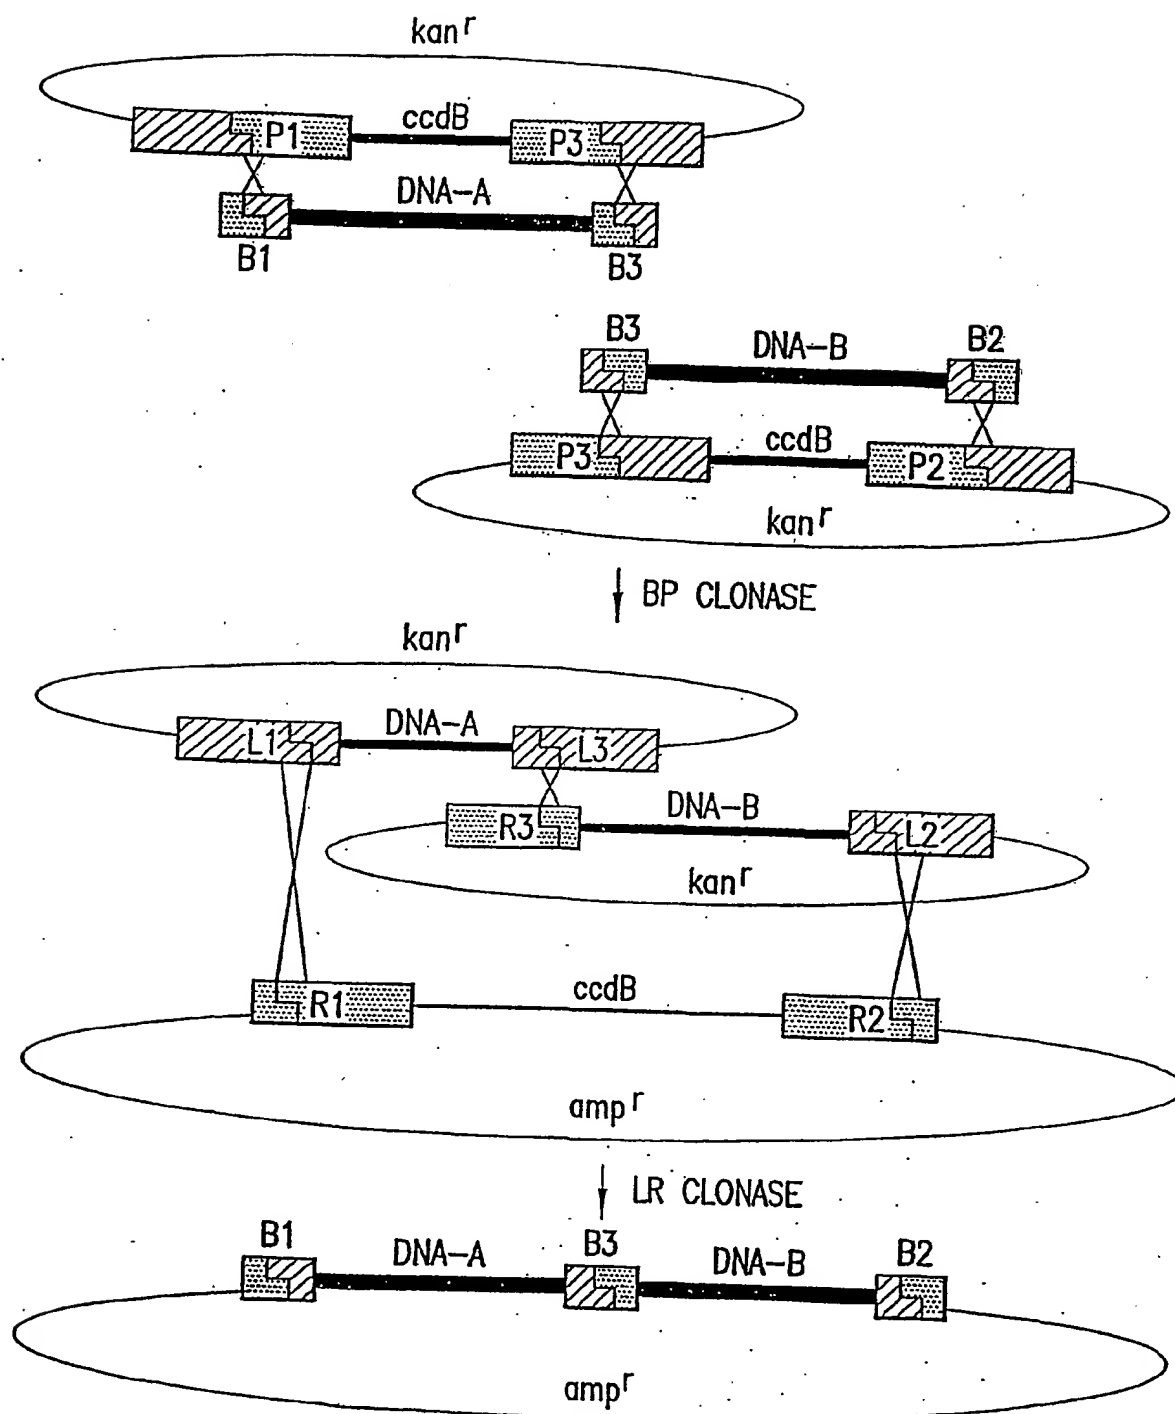 kanʳ
ccdB
P1
P3
DNA-A
B1
B3
B3
DNA-B
B2
ccdB
P3
P2
kanʳ
BP CLONASE
kanʳ
DNA-A
L1
L3
DNA-B
R3
L2
kanʳ
ccdB
R1
R2
ampʳ
LR CLONASE
B1
DNA-A
B3
DNA-B
B2
ampʳ